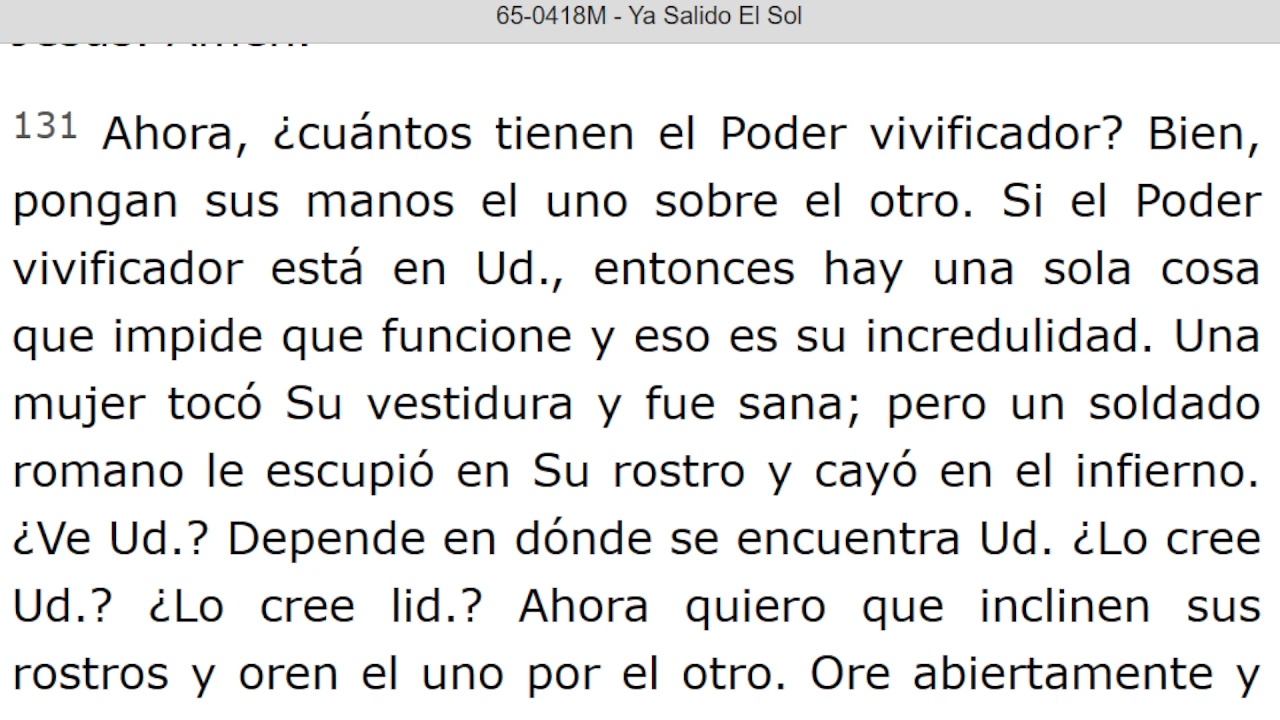 65-0418M - Ya Salido El Sol
Jesús. Amén.
131 Ahora, ¿cuántos tienen el Poder vivificador? Bien,
pongan sus manos el uno sobre el otro. Si el Poder
vivificador está en Ud., entonces hay una sola cosa
que impide que funcione y eso es su incredulidad. Una
mujer tocó Su vestidura y fue sana; pero un soldado
romano le escupió en Su rostro y cayó en el infierno.
¿Ve Ud.? Depende en dónde se encuentra Ud. ¿Lo cree
Ud.? ¿Lo cree lid.? Ahora quiero que inclinen sus
rostros y oren el uno por el otro. Ore abiertamente y